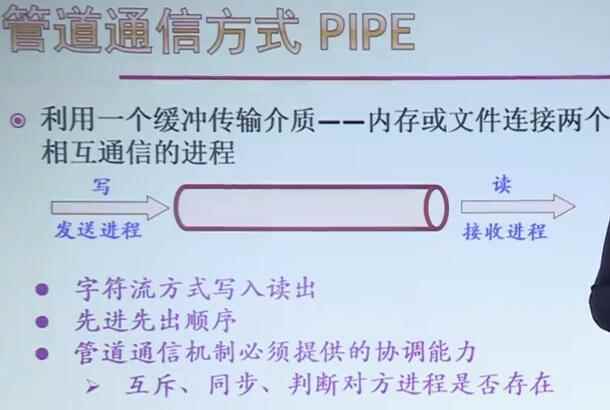 管道通信方式 PIPE
利用一个缓冲传输介质——内存或文件连接两个
相互通信的进程
写
读
发送进程
接收进程
字符流方式写入读出
先进先出顺序
管道通信机制必须提供的协调能力
互斥、同步、判断对方进程是否存在